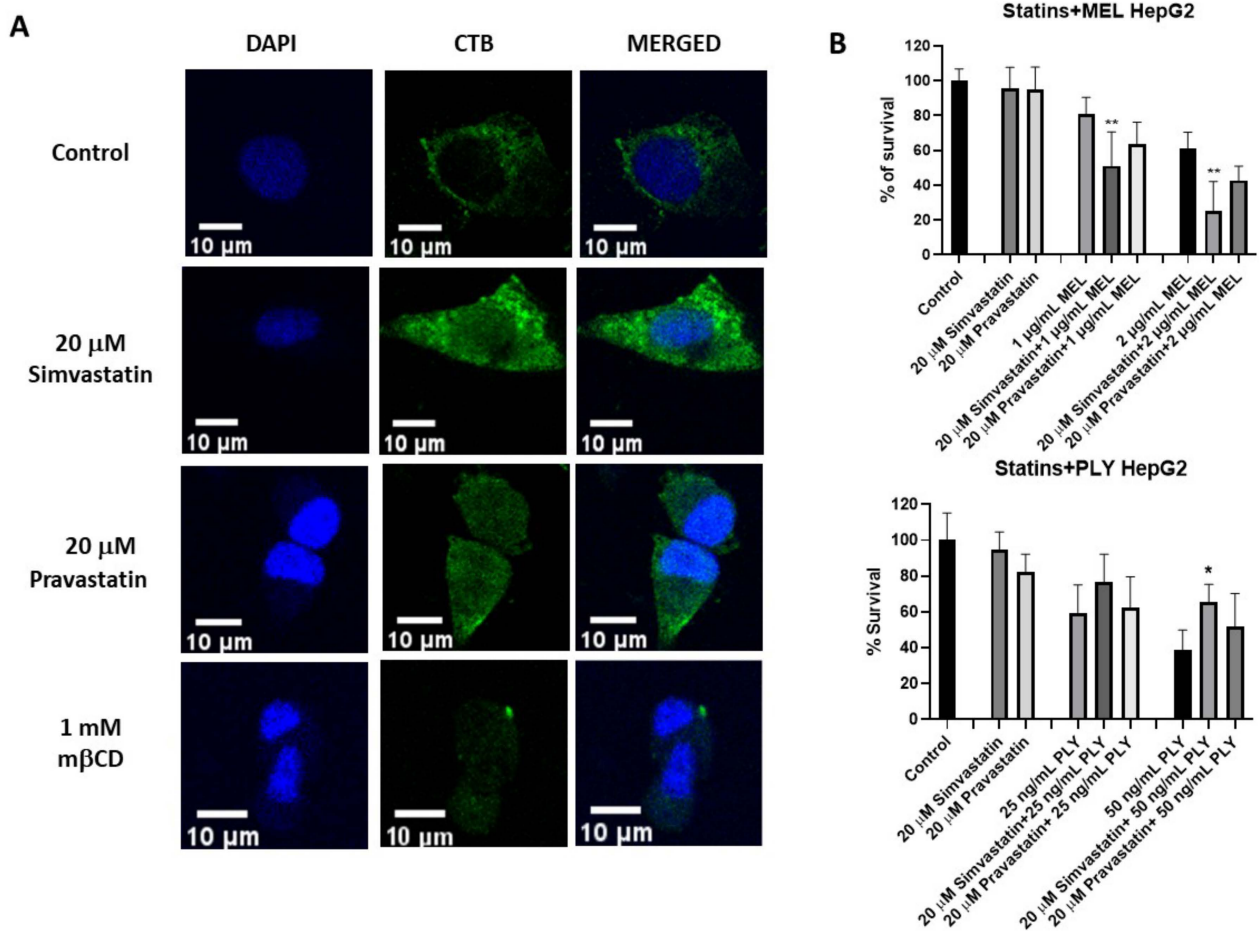 A
DAPI CTB MERGED
Control
10 μm 10 μm 10 μm
20 μM
Simvastatin
10 μm 10 μm 10 μm
20 μM
Pravastatin
10 μm 10 μm 10 μm
1 mM
mβCD
10 μm 10 μm 10 μm
B
Statins+MEL HepG2
% of survival
120
100
80
60
40
20
0
** **
Control
20 μM Simvastatin
20 μM Pravastatin
1 μg/mL MEL
20 μM Simvastatin+1 μg/mL MEL
20 μM Pravastatin+1 μg/mL MEL
2 μg/mL MEL
20 μM Simvastatin+2 μg/mL MEL
20 μM Pravastatin+2 μg/mL MEL
Statins+PLY HepG2
% Survival
120
100
80
60
40
20
0
*
Control
20 μM Simvastatin
20 μM Pravastatin
25 ng/mL PLY
20 μM Simvastatin+25 ng/mL PLY
20 μM Pravastatin+ 25 ng/mL PLY
50 ng/mL PLY
20 μM Simvastatin+ 50 ng/mL PLY
20 μM Pravastatin+ 50 ng/mL PLY